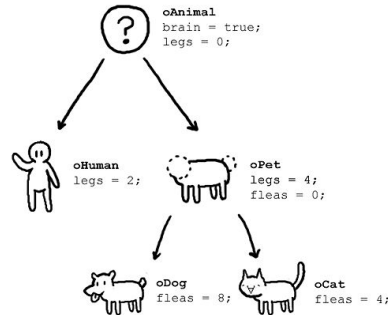 ?
oAnimal
brain = true;
legs = 0;
oHuman
legs = 2;
oPet
legs = 4;
fleas = 0;
oDog
fleas = 8;
oCat
fleas = 4;